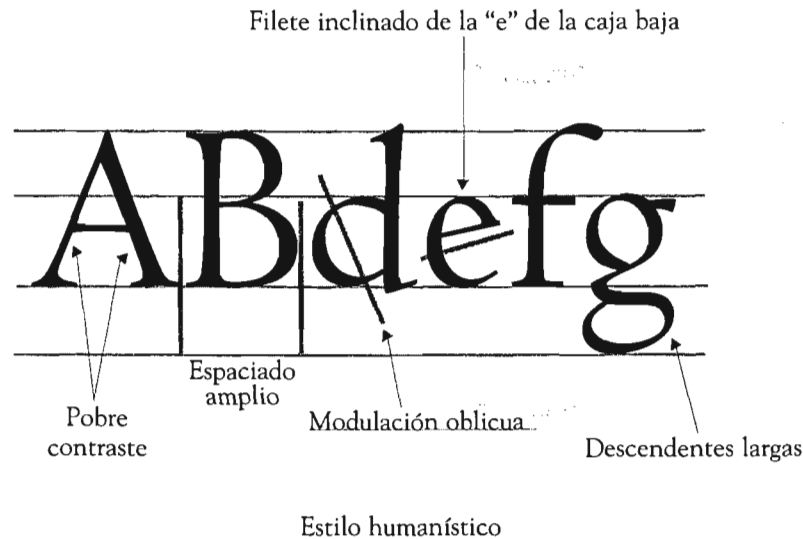 Filete inclinado de la “e” de la caja baja
ABdefg
Espaciado
amplio
Pobre
contraste
Modulación oblicua
Descendentes largas
Estilo humanístico